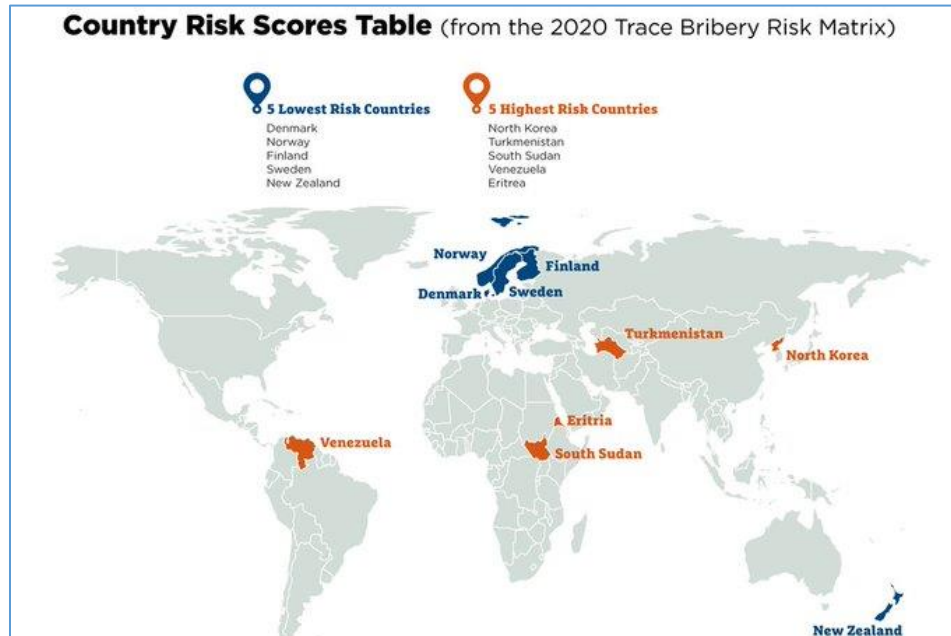 Country Risk Scores Table (from the 2020 Trace Bribery Risk Matrix)
5 Lowest Risk Countries
Denmark
Norway
Finland
Sweden
New Zealand
5 Highest Risk Countries
North Korea
Turkmenistan
South Sudan
Venezuela
Eritrea
Norway
Finland
Denmark
Sweden
Turkmenistan
North Korea
Eritria
Venezuela
South Sudan
New Zealand